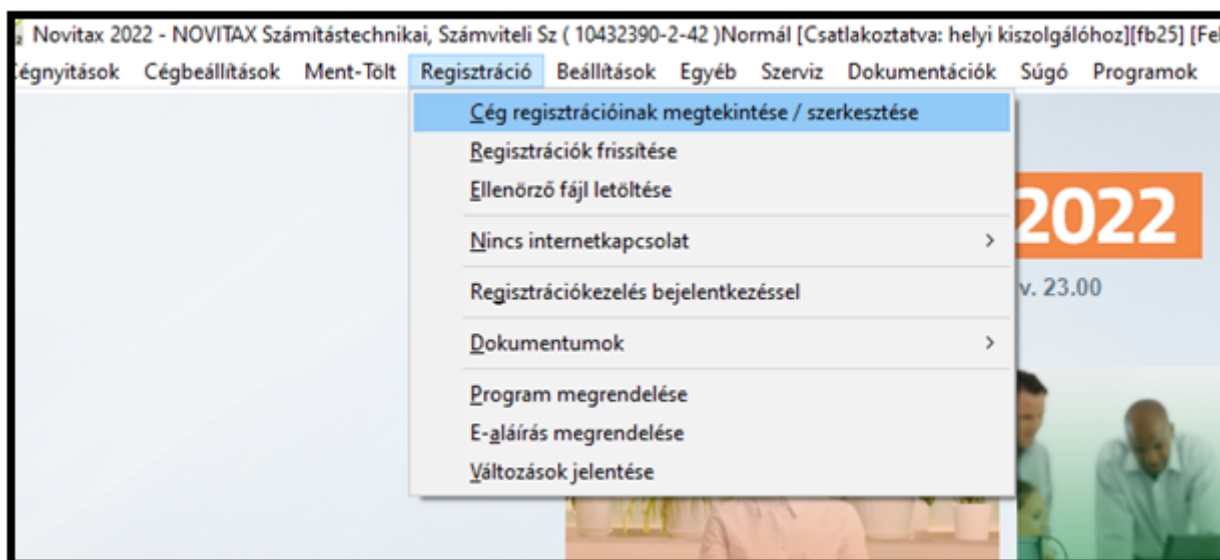 Novitax 2022 - NOVITAX Számítástechnikai, Számviteli Sz ( 10432390-2-42 )Normál [Csatlakoztatva: helyi kiszolgálóhoz][fb25] [Fel
Cégnyitások Cégbeállítások Ment-Tölt Regisztráció Beállítások Egyéb Szerviz Dokumentációk Súgó Programok
Cég regisztrációinak megtekintése / szerkesztése
Regisztrációk frissítése
Ellenörző fájl letöltése
Nincs internetkapcsolat >
Regisztrációkezelés bejelentkezéssel
Dokumentumok >
Program megrendelése
E-aláírás megrendelése
Változások jelentése
2022
v. 23.00